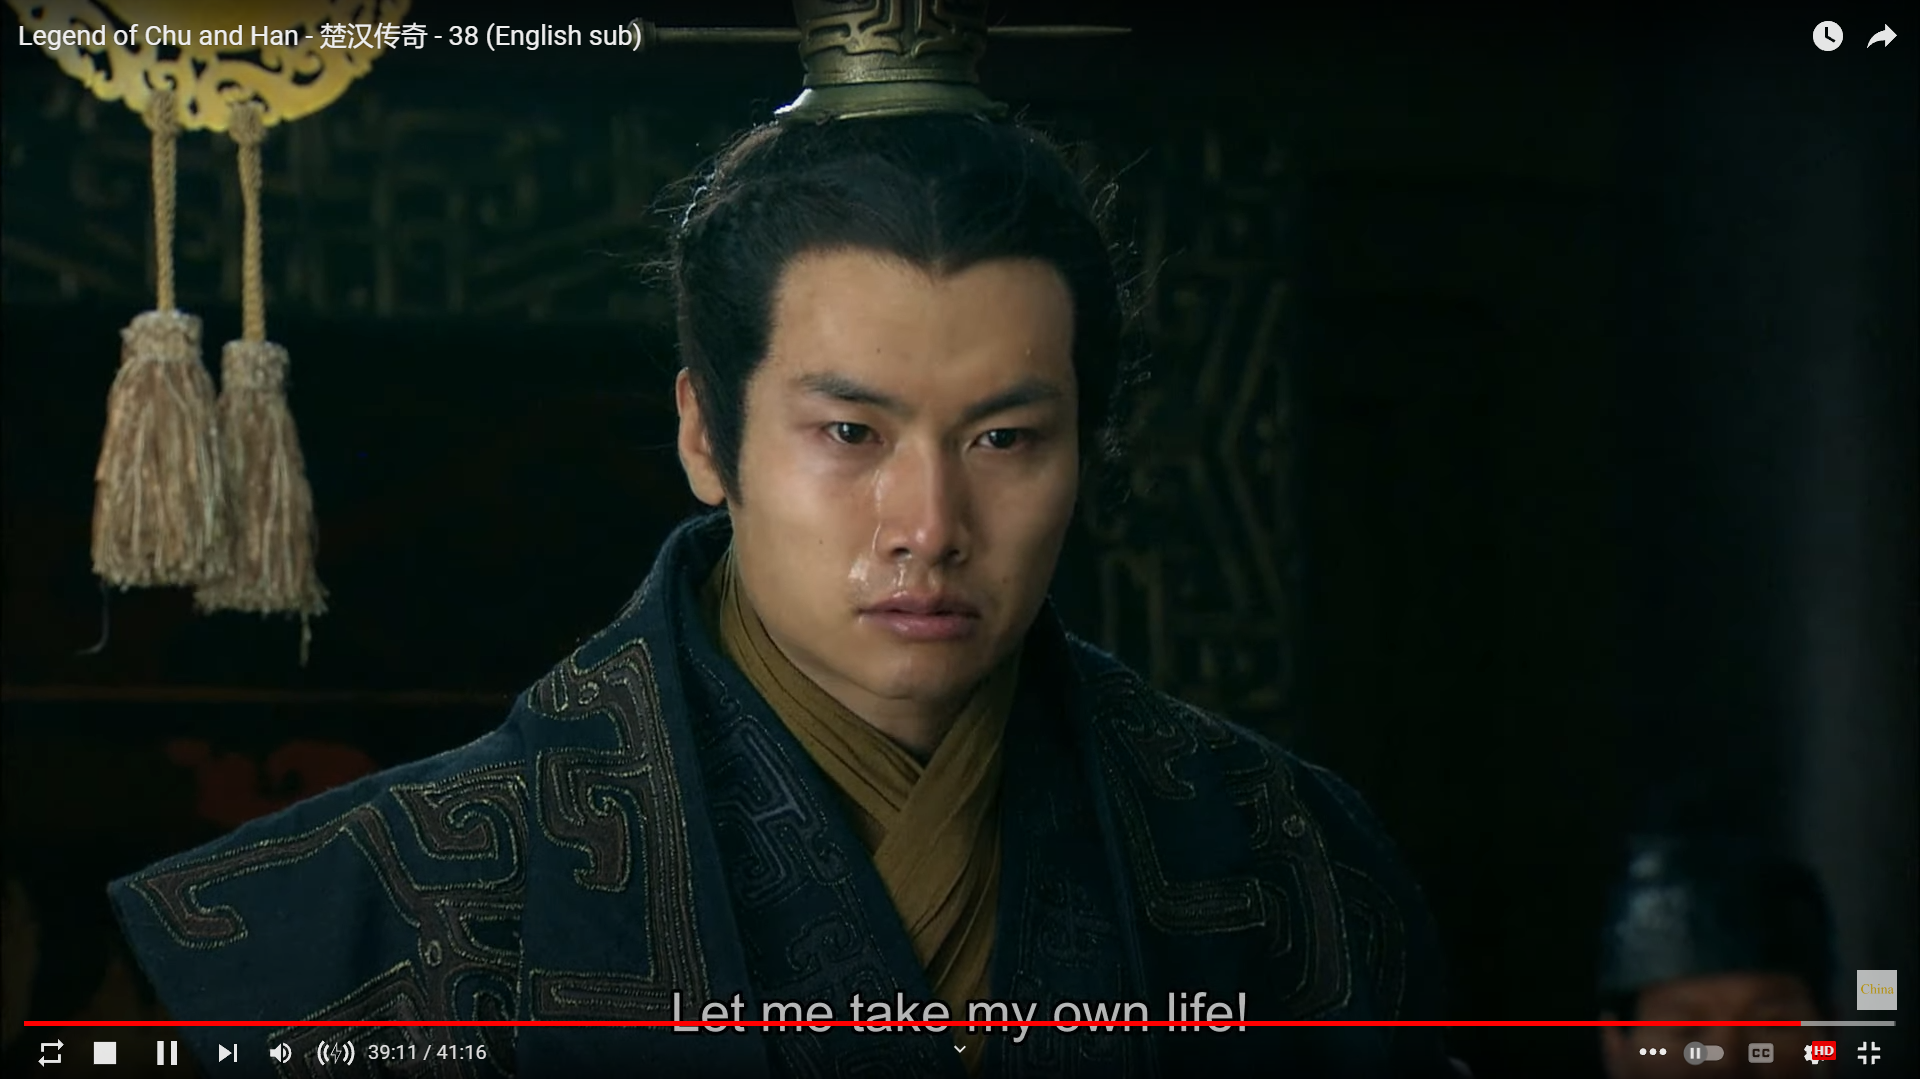 Legend of Chu and Han - 楚汉传奇 - 38 (English sub)
China
Let me take my own life!
39:11 / 41:16
CC
HD